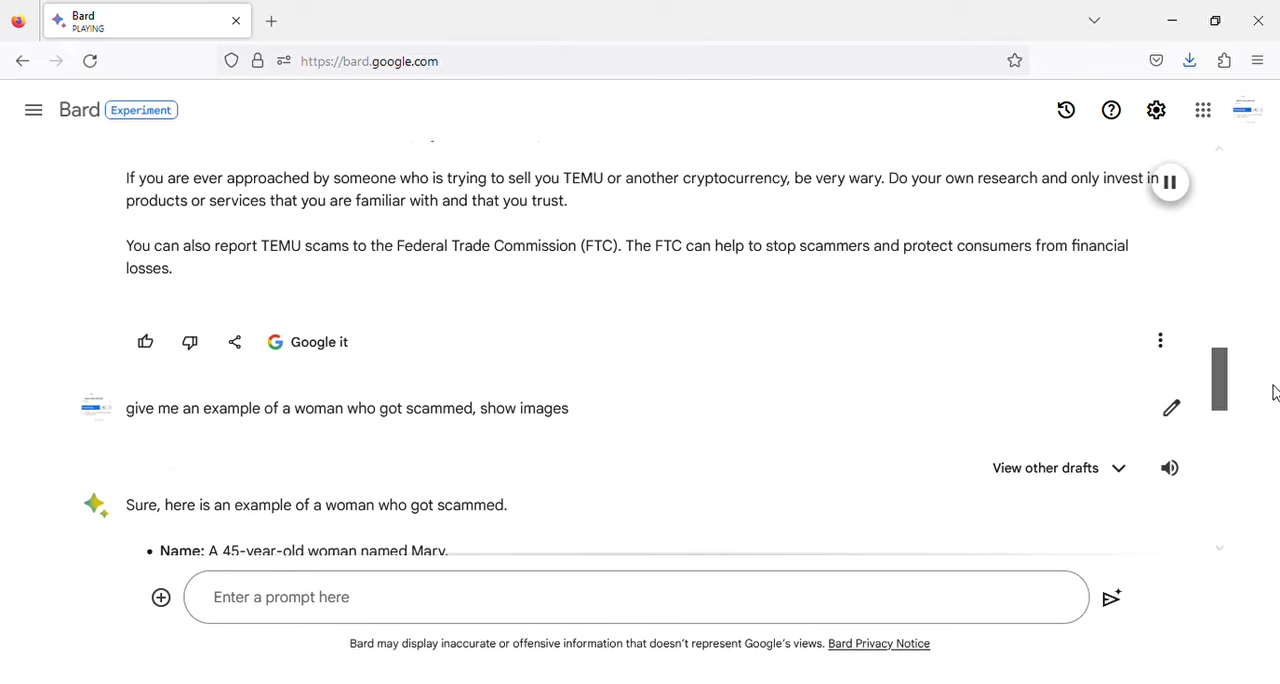 Bard
PLAYING
https://bard.google.com
Bard Experiment
If you are ever approached by someone who is trying to sell you TEMU or another cryptocurrency, be very wary. Do your own research and only invest in
products or services that you are familiar with and that you trust.
You can also report TEMU scams to the Federal Trade Commission (FTC). The FTC can help to stop scammers and protect consumers from financial
losses.
Google it
give me an example of a woman who got scammed, show images
View other drafts
Sure, here is an example of a woman who got scammed.
• Name: A 45-year-old woman named Mary.
Enter a prompt here
Bard may display inaccurate or offensive information that doesn't represent Google's views. Bard Privacy Notice